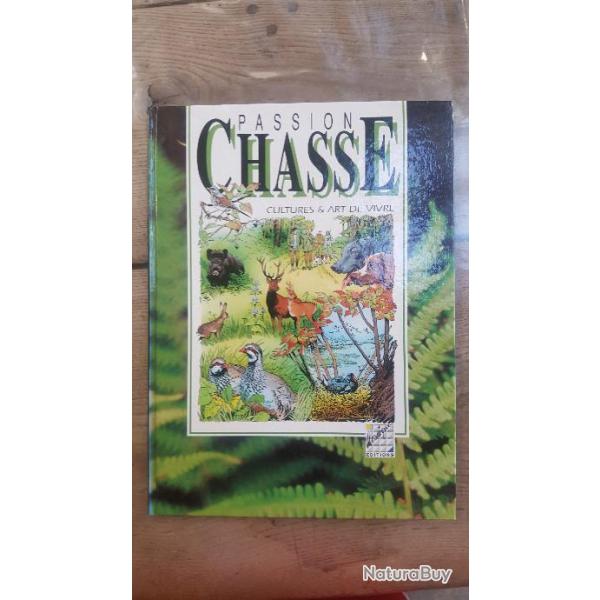 PASSION
CHASSE
CULTURES & ART DE VIVRE
EDITIONS
NaturaBuy